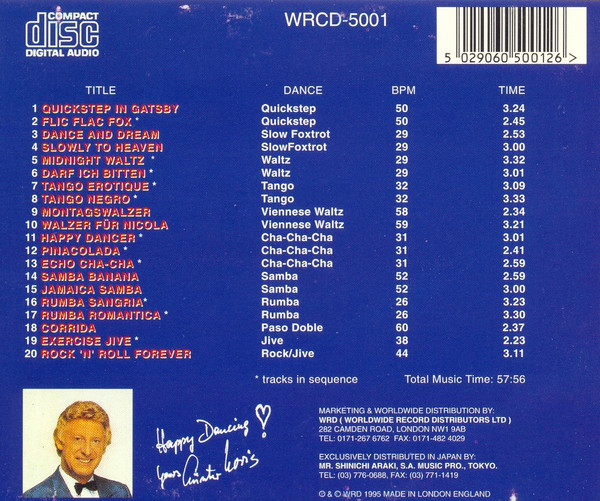 COMPACT
disc
DIGITAL AUDIO
WRCD-5001
5 029060 500126 >
TITLE DANCE BPM TIME
1 QUICKSTEP IN GATSBY Quickstep 50 3.24
2 FLIC FLAC FOX * Quickstep 50 2.45
3 DANCE AND DREAM Slow Foxtrot 29 2.53
4 SLOWLY TO HEAVEN SlowFoxtrot 29 3.00
5 MIDNIGHT WALTZ * Waltz 29 3.32
6 DARF ICH BITTEN * Waltz 29 3.01
7 TANGO EROTIQUE * Tango 32 3.09
8 TANGO NEGRO * Tango 32 3.33
9 MONTAGSWALZER Viennese Waltz 58 2.34
10 WALZER FÜR NICOLA Viennese Waltz 59 3.21
11 HAPPY DANCER * Cha-Cha-Cha 31 3.01
12 PINACOLADA * Cha-Cha-Cha 31 2.41
13 ECHO CHA-CHA * Cha-Cha-Cha 31 2.59
14 SAMBA BANANA Samba 52 2.59
15 JAMAICA SAMBA Samba 52 3.00
16 RUMBA SANGRIA* Rumba 26 3.23
17 RUMBA ROMANTICA * Rumba 26 3.30
18 CORRIDA Paso Doble 60 2.37
19 EXERCISE JIVE * Jive 38 2.23
20 ROCK 'N' ROLL FOREVER Rock/Jive 44 3.11
* tracks in sequence Total Music Time: 57:56
Happy Dancing!
yours Günter Noris
MARKETING & WORLDWIDE DISTRIBUTION BY:
WRD ( WORLDWIDE RECORD DISTRIBUTORS LTD )
282 CAMDEN ROAD, LONDON NW1 9AB
TEL: 0171-267 6762 FAX: 0171-482 4029
EXCLUSIVELY DISTRIBUTED IN JAPAN BY:
MR. SHINICHI ARAKI, S.A. MUSIC PRO., TOKYO.
TEL: (03) 776-0688, FAX: (03) 771-1419
℗ & © WRD 1995 MADE IN LONDON ENGLAND